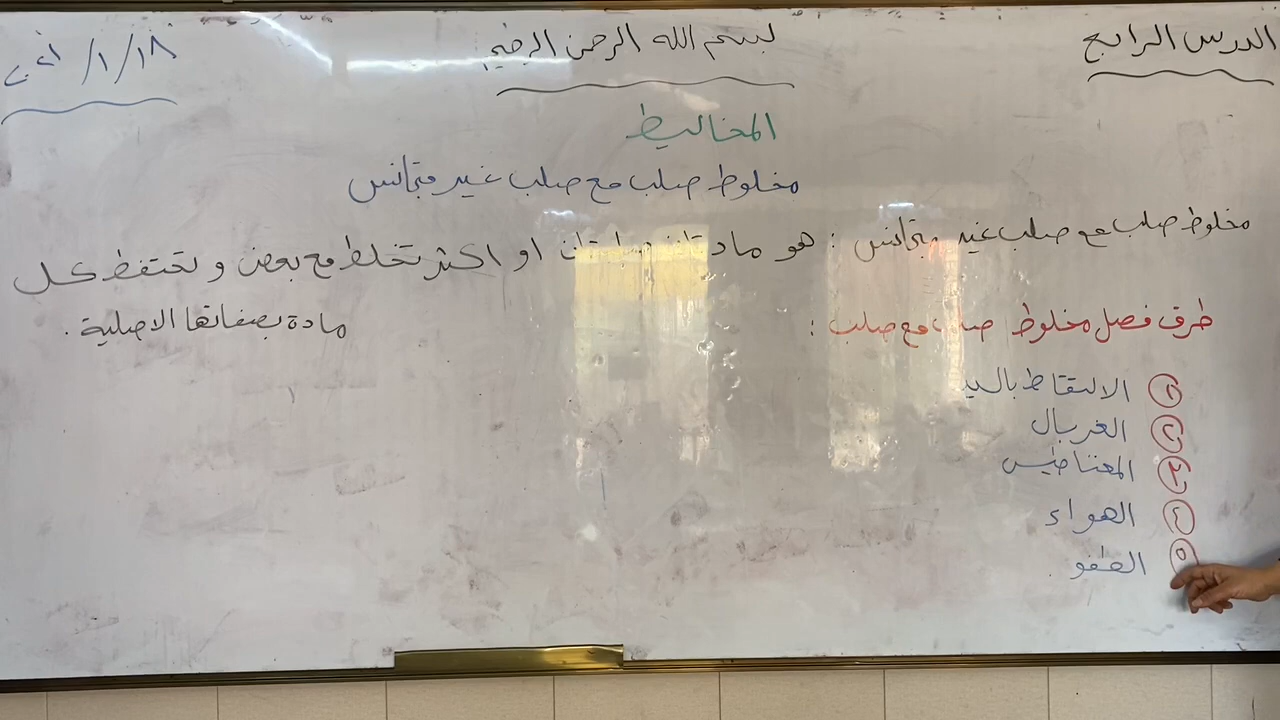 الدرس الرابع
بسم الله الرحمن الرحيم
١٨/١/
المخاليط
مخلوط صلب مع صلب غير متجانس
مخلوط صلب مع صلب غير متجانس : هو مادتان او اكثر تخلط مع بعض و تحتفظ كل
مادة بصفاتها الاصلية .
طرق فصل مخلوط صلب مع صلب :
١ الالتقاط باليد
٢ الغربال
٣ المغناطيس
٤ الهواء
٥ الطفو